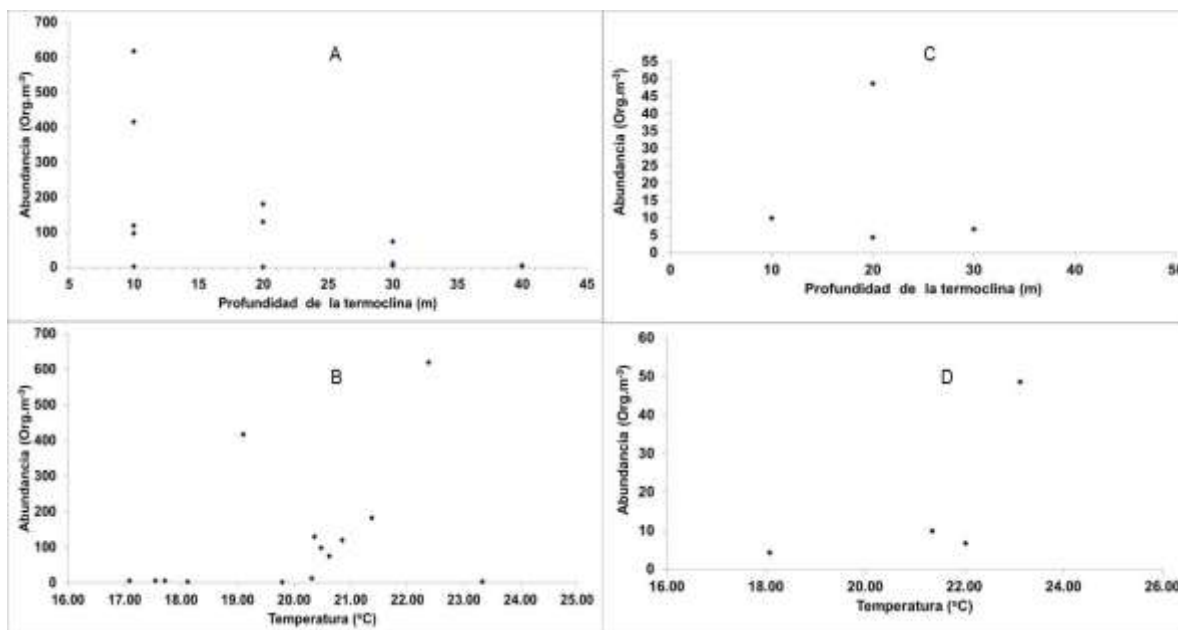 700
600
500
400
300
200
100
0
Abundancia (Org.m⁻³)
A
5 10 15 20 25 30 35 40 45
Profundidad de la termoclina (m)
55
50
45
40
35
30
25
20
15
10
5
0
Abundancia (Org.m⁻³)
C
0 10 20 30 40 50
Profundidad de la termoclina (m)
700
600
500
400
300
200
100
0
Abundancia (Org.m⁻³)
B
16.00 17.00 18.00 19.00 20.00 21.00 22.00 23.00 24.00 25.00
Temperatura (ºC)
60
50
40
30
20
10
0
Abundancia (Org.m⁻³)
D
16.00 18.00 20.00 22.00 24.00 26.00
Temperatura (ºC)